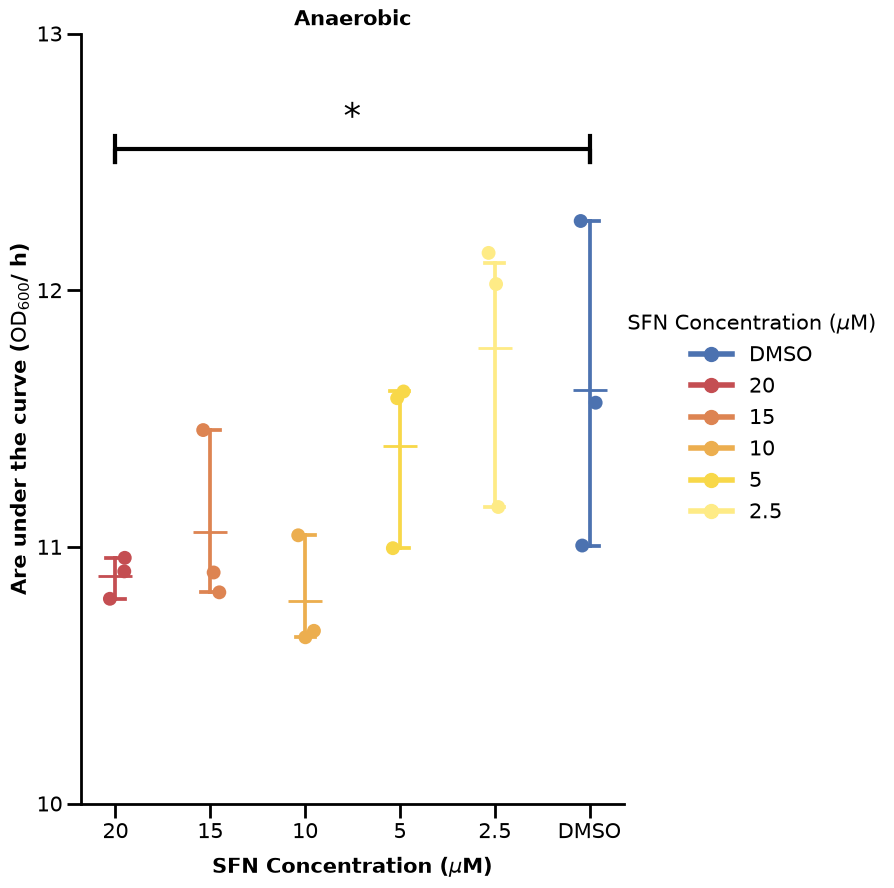 Anaerobic
13
*
12
11
10
Are under the curve (OD₆₀₀/ h)
20 15 10 5 2.5 DMSO
SFN Concentration (μM)
SFN Concentration (μM)
DMSO
20
15
10
5
2.5